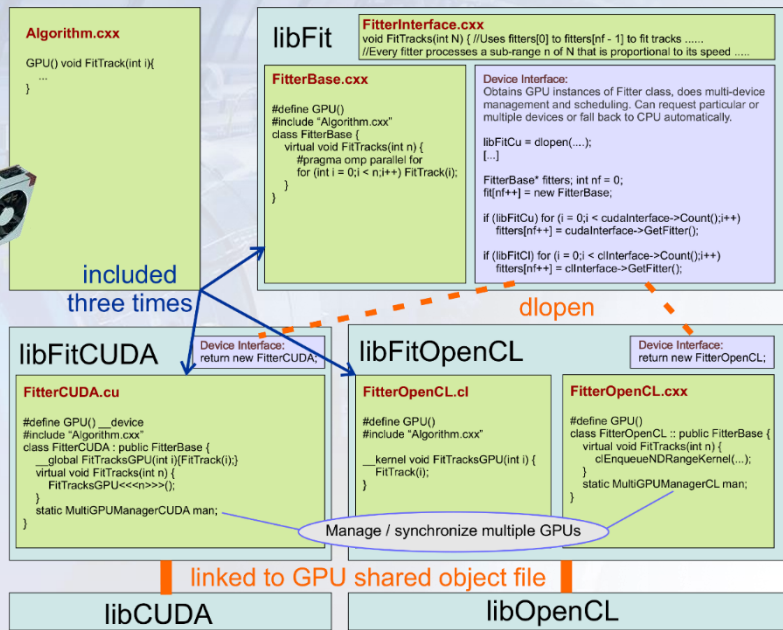 Algorithm.cxx
GPU() void FitTrack(int i){
...
}
libFit
FitterInterface.cxx
void FitTracks(int N) { //Uses fitters[0] to fitters[nf - 1] to fit tracks ......
//Every fitter processes a sub-range n of N that is proportional to its speed .....
FitterBase.cxx
#define GPU()
#include “Algorithm.cxx”
class FitterBase {
virtual void FitTracks(int n) {
#pragma omp parallel for
for (int i = 0;i < n;i++) FitTrack(i);
}
}
Device Interface:
Obtains GPU instances of Fitter class, does multi-device
management and scheduling. Can request particular or
multiple devices or fall back to CPU automatically.
libFitCu = dlopen(....);
[...]
FitterBase* fitters; int nf = 0;
fit[nf++] = new FitterBase;
if (libFitCu) for (i = 0;i < cudaInterface->Count();i++)
fitters[nf++] = cudaInterface->GetFitter();
if (libFitCl) for (i = 0;i < clInterface->Count();i++)
fitters[nf++] = clInterface->GetFitter();
included
three times
dlopen
libFitCUDA
Device Interface:
return new FitterCUDA;
FitterCUDA.cu
#define GPU() __device
#include “Algorithm.cxx”
class FitterCUDA : public FitterBase {
__global FitTracksGPU(int i){FitTrack(i);}
virtual void FitTracks(int n) {
FitTracksGPU<<<n>>>();
}
static MultiGPUManagerCUDA man;
}
libFitOpenCL
Device Interface:
return new FitterOpenCL;
FitterOpenCL.cl
#define GPU()
#include “Algorithm.cxx”
__kernel void FitTracksGPU(int i) {
FitTrack(i);
}
FitterOpenCL.cxx
#define GPU()
class FitterOpenCL :: public FitterBase {
virtual void FitTracks(int n) {
clEnqueueNDRangeKernel(...);
}
static MultiGPUManagerCL man;
}
Manage / synchronize multiple GPUs
linked to GPU shared object file
libCUDA
libOpenCL